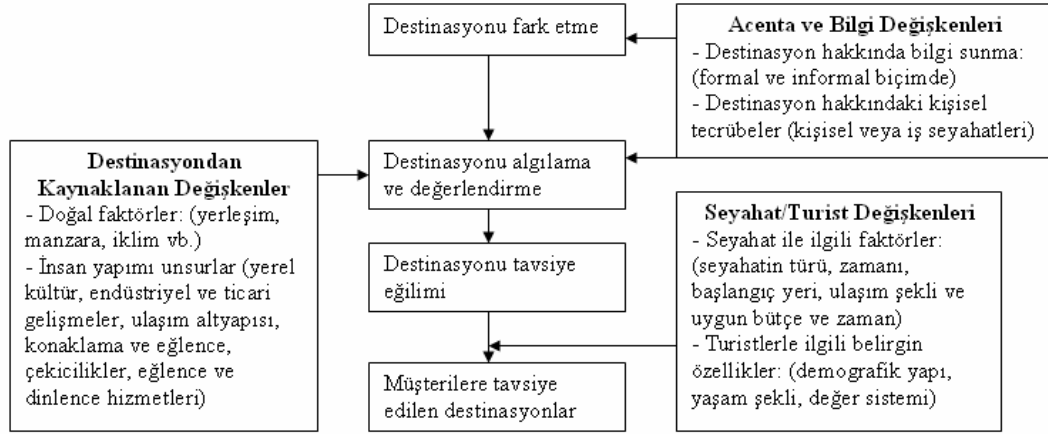 Destinasyonu fark etme
Acenta ve Bilgi Değişkenleri
- Destinasyon hakkında bilgi sunma:
(formal ve informal biçimde)
- Destinasyon hakkındaki kişisel
tecrübeler (kişisel veya iş seyahatleri)
Destinasyondan
Kaynaklanan Değişkenler
- Doğal faktörler: (yerleşim,
manzara, iklim vb.)
- İnsan yapımı unsurlar (yerel
kültür, endüstriyel ve ticari
gelişmeler, ulaşım altyapısı,
konaklama ve eğlence,
çekicilikler, eğlence ve
dinlence hizmetleri)
Destinasyonu algılama
ve değerlendirme
Destinasyonu tavsiye
eğilimi
Seyahat/Turist Değişkenleri
- Seyahat ile ilgili faktörler:
(seyahatin türü, zamanı,
başlangıç yeri, ulaşım şekli ve
uygun bütçe ve zaman)
- Turistlerle ilgili belirgin
özellikler: (demografik yapı,
yaşam şekli, değer sistemi)
Müşterilere tavsiye
edilen destinasyonlar